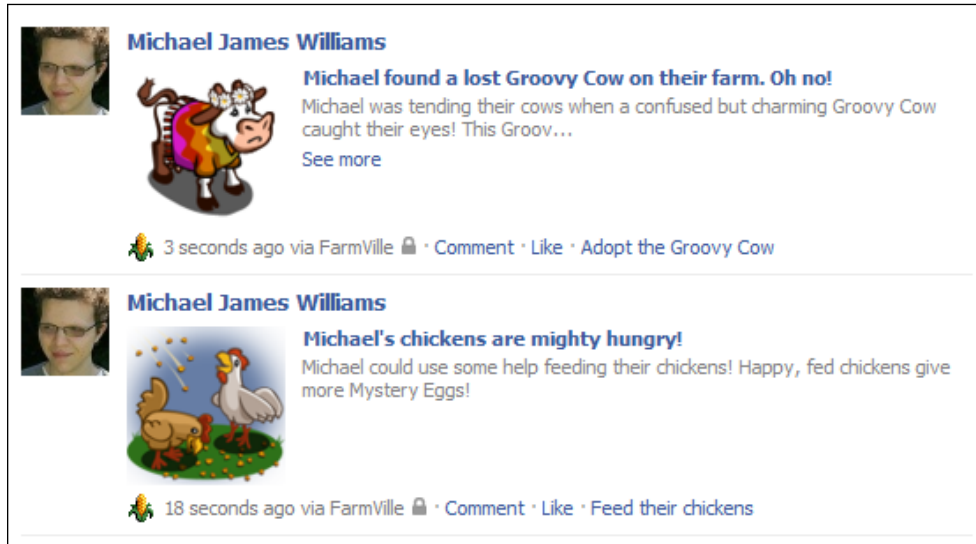 Michael James Williams
Michael found a lost Groovy Cow on their farm. Oh no!
Michael was tending their cows when a confused but charming Groovy Cow
caught their eyes! This Groov...
See more
3 seconds ago via FarmVille · Comment · Like · Adopt the Groovy Cow
Michael James Williams
Michael's chickens are mighty hungry!
Michael could use some help feeding their chickens! Happy, fed chickens give
more Mystery Eggs!
18 seconds ago via FarmVille · Comment · Like · Feed their chickens